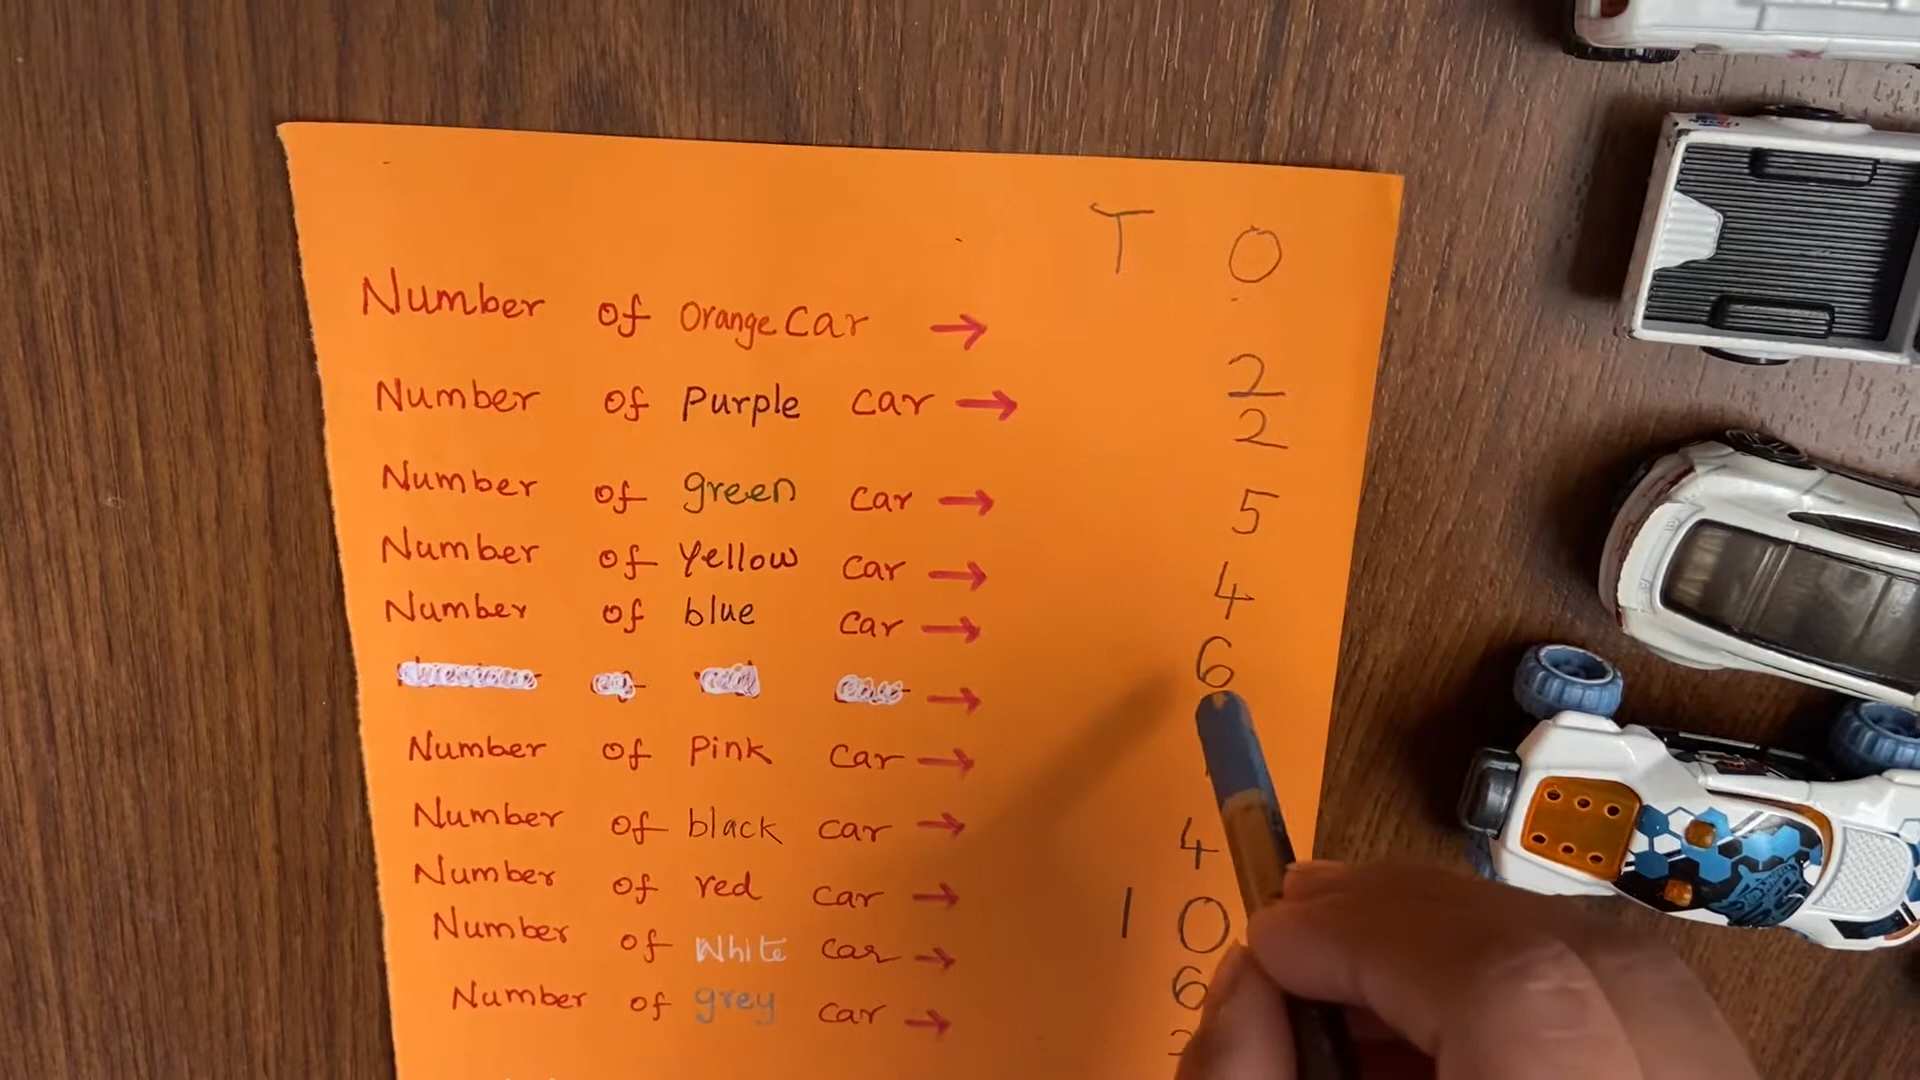 T O
Number of Orange Car → 2
Number of Purple car → 2
Number of green car → 5
Number of Yellow car → 4
Number of blue car → 6
→
Number of Pink car →
Number of black car → 4
Number of red car → 10
Number of White car → 6
Number of grey car →